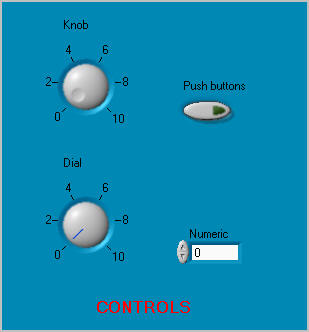 Knob
4 6
2 8
0 10
Push buttons
Dial
4 6
2 8
0 10
Numeric
0
CONTROLS